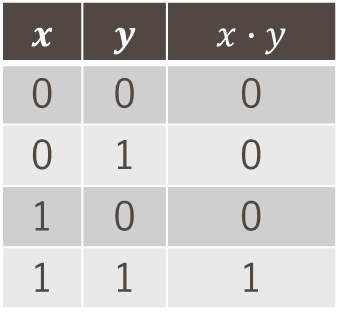 x y x · y
0 0 0
0 1 0
1 0 0
1 1 1